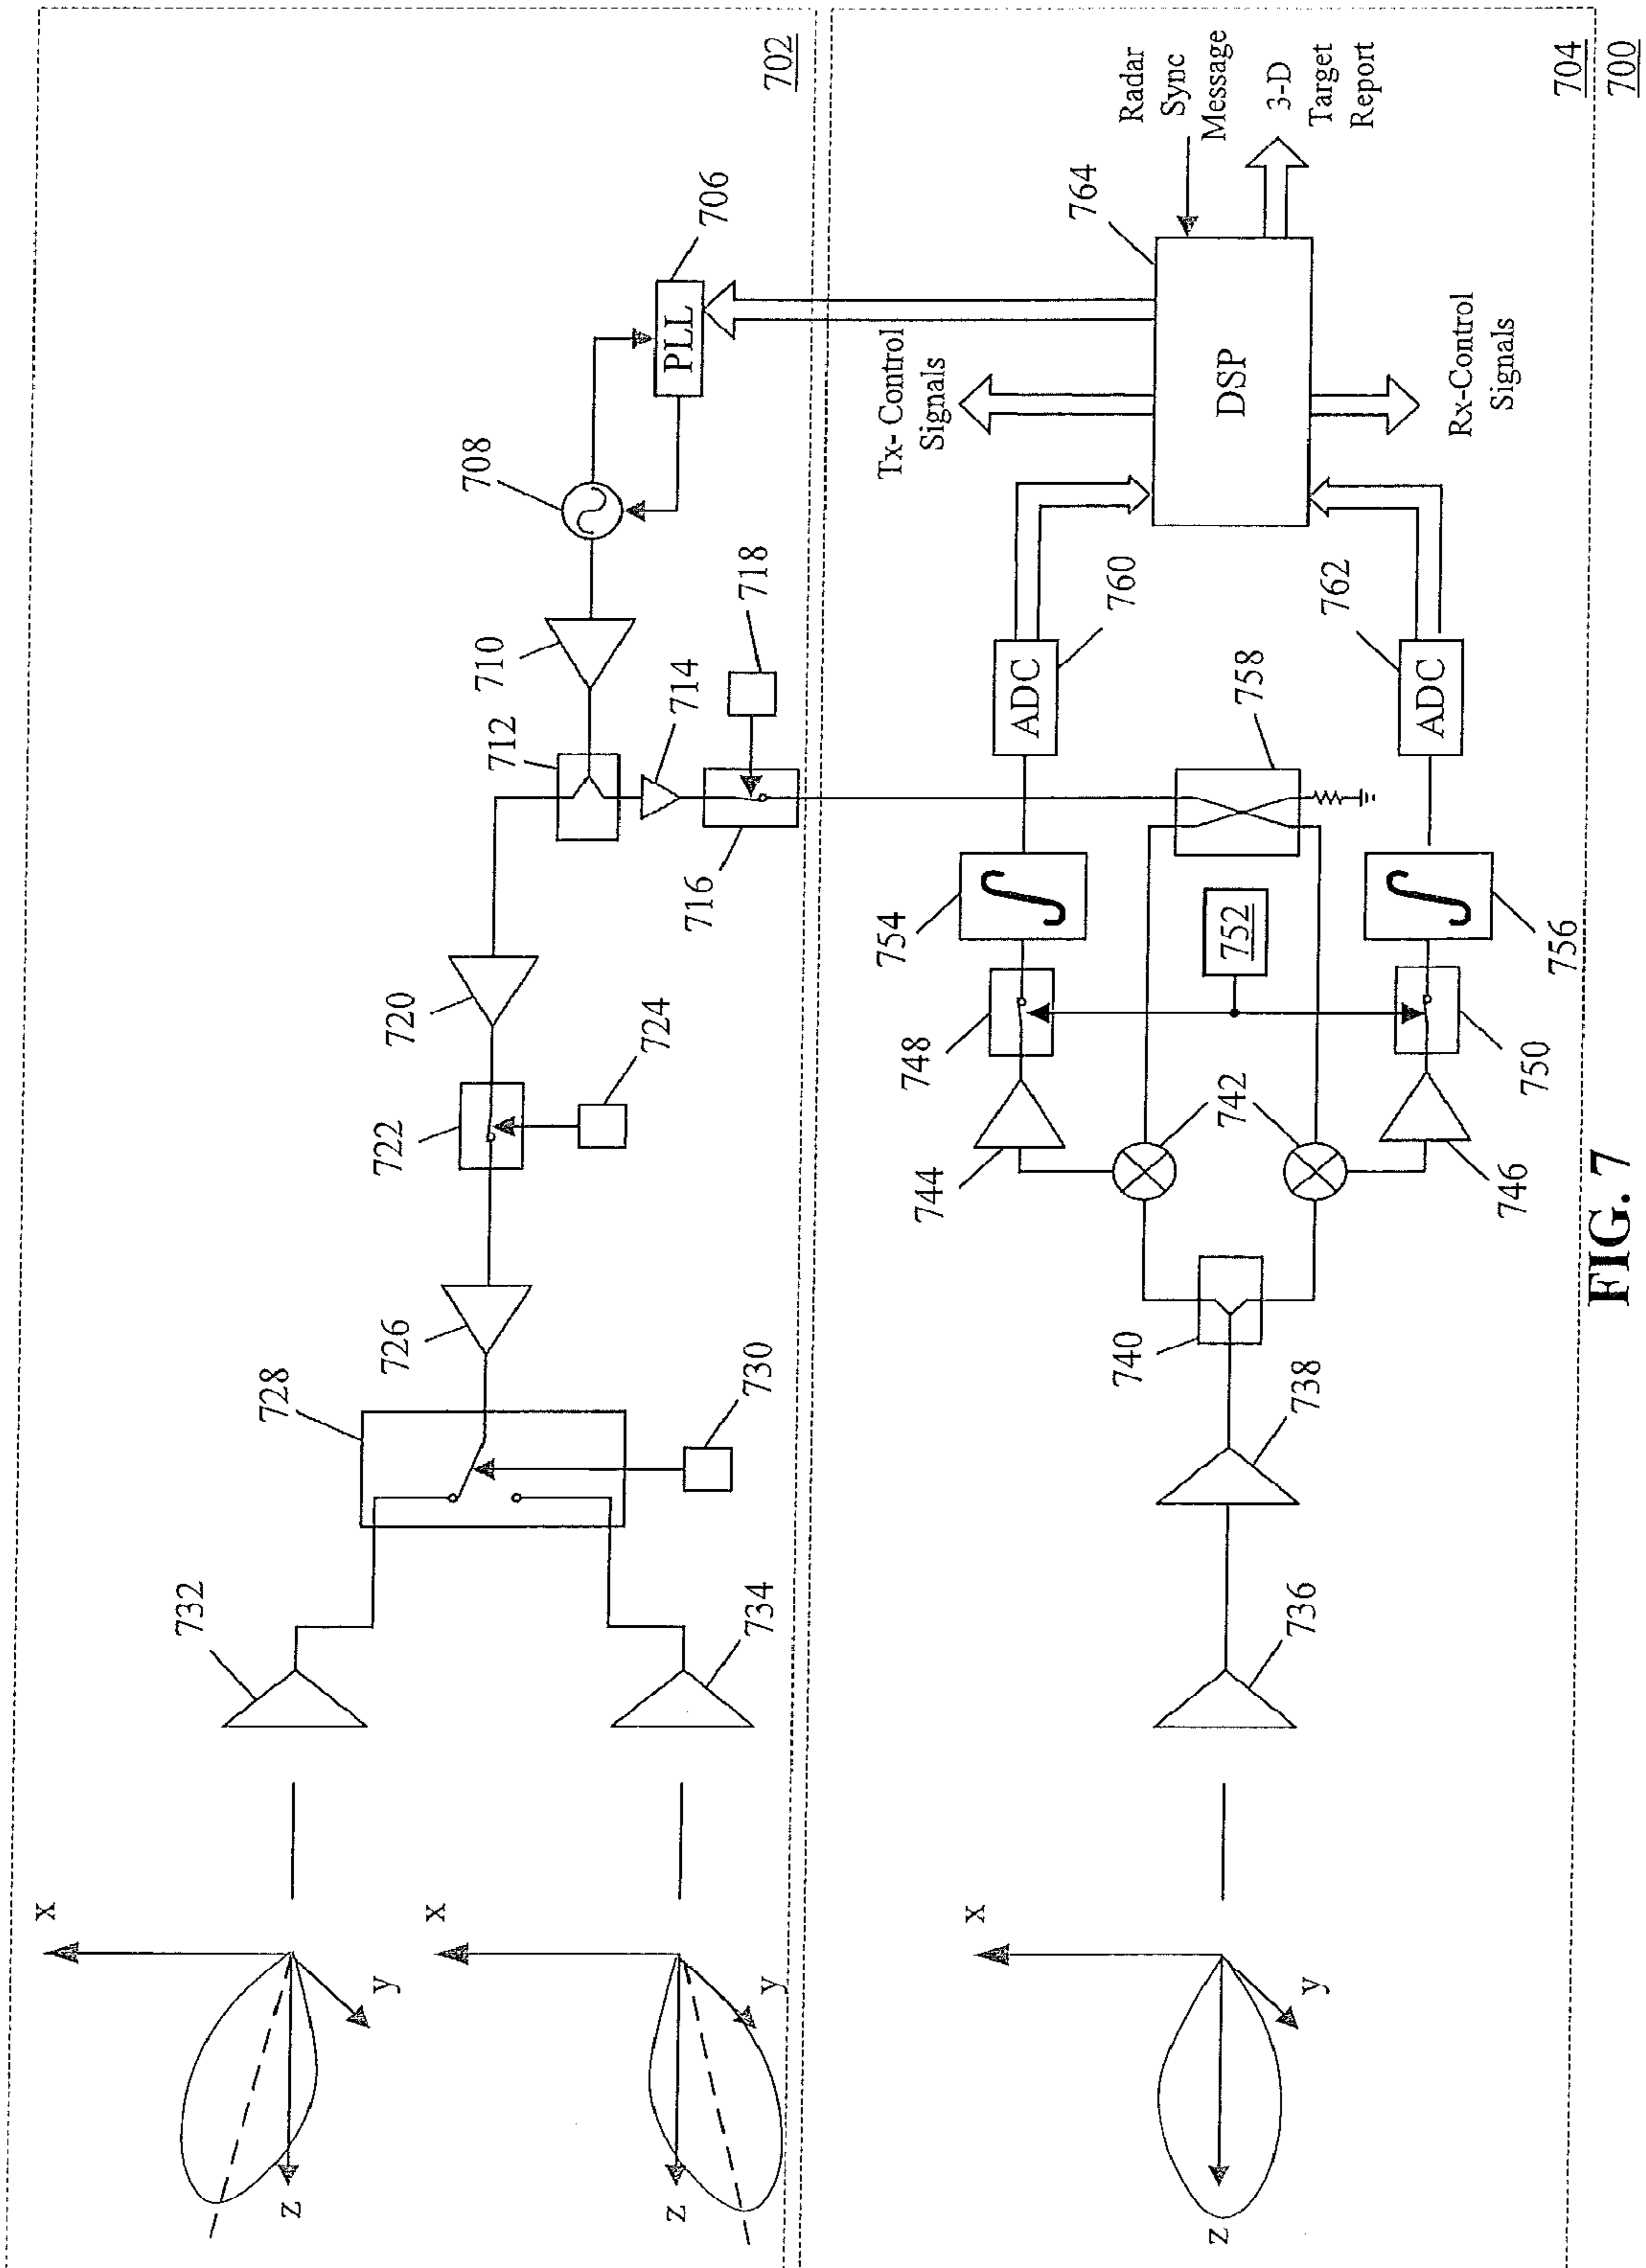 702
706
PLL
708
710
712
714
716
718
720
722
724
726
728
730
732
734
x
y
z
x
y
z
704
700
Radar
Sync
Message
3-D
Target
Report
764
DSP
Tx- Control
Signals
Rx-Control
Signals
760
ADC
762
ADC
758
754
752
756
748
750
742
744
746
740
738
736
x
y
z
FIG. 7